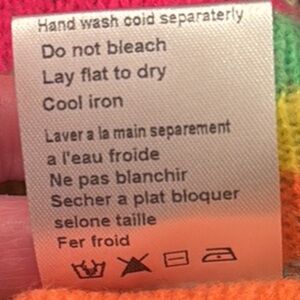 Hand wash cold separaterly
Do not bleach
Lay flat to dry
Cool iron
Laver a la main separement
a l'eau froide
Ne pas blanchir
Secher a plat bloquer
selone taille
Fer froid